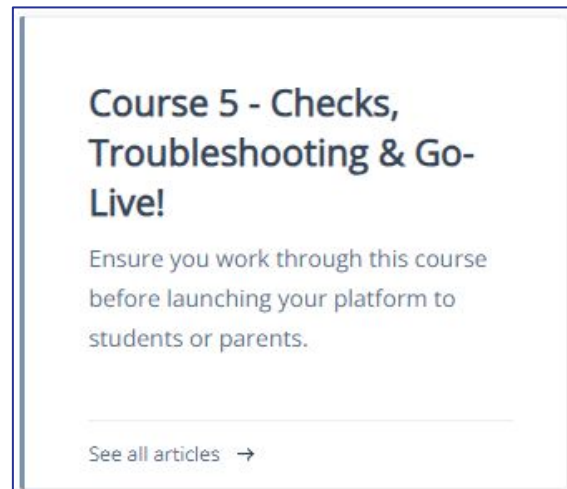 Course 5 - Checks,
Troubleshooting & Go-
Live!
Ensure you work through this course
before launching your platform to
students or parents.
See all articles →